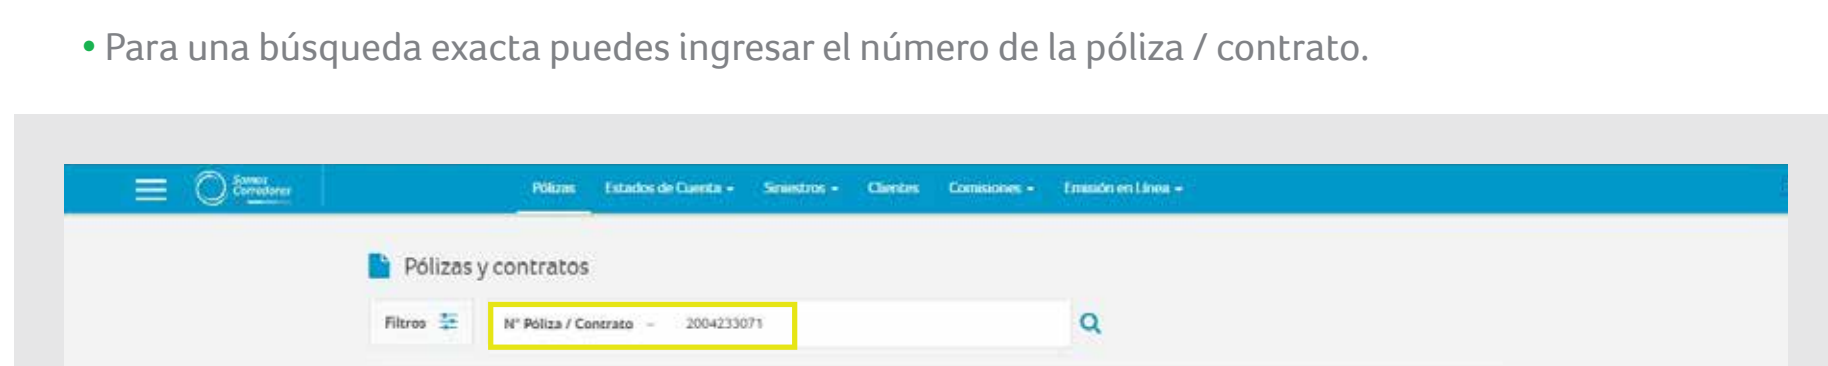 • Para una búsqueda exacta puedes ingresar el número de la póliza / contrato.
Somos Corredores
Pólizas Estados de Cuenta Siniestros Clientes Comisiones Emisión en Línea
Pólizas y contratos
Filtros N° Póliza / Contrato 2004233071